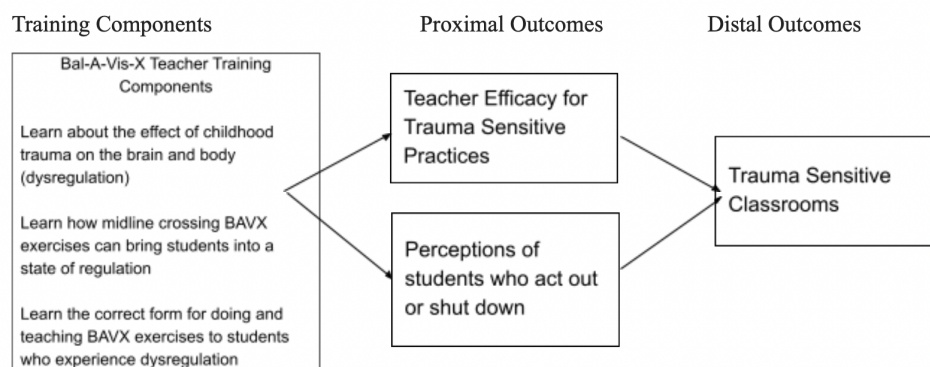 Training Components
Proximal Outcomes
Distal Outcomes
Bal-A-Vis-X Teacher Training
Components
Learn about the effect of childhood
trauma on the brain and body
(dysregulation)
Learn how midline crossing BAVX
exercises can bring students into a
state of regulation
Learn the correct form for doing and
teaching BAVX exercises to students
who experience dysregulation
Teacher Efficacy for
Trauma Sensitive
Practices
Perceptions of
students who act out
or shut down
Trauma Sensitive
Classrooms